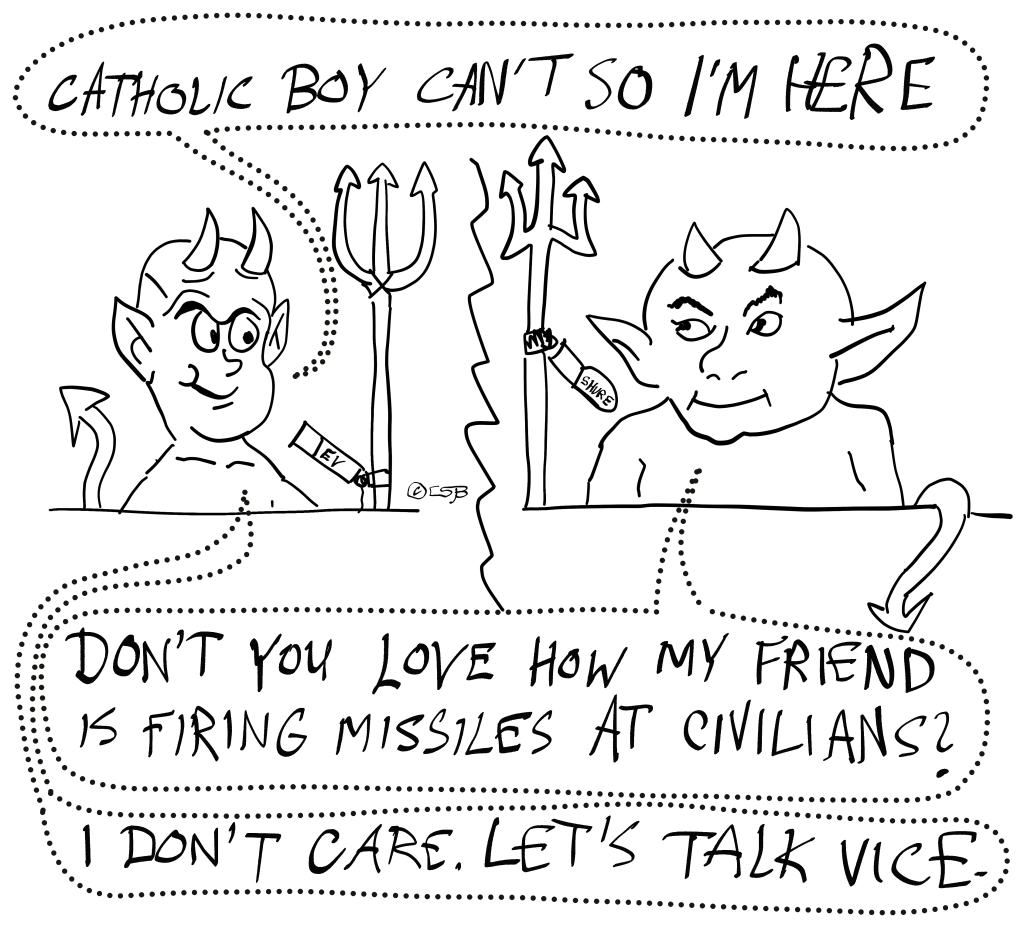 CATHOLIC BOY CAN'T SO I'M HERE
SHURE
EV
© CSB
DON'T YOU LOVE HOW MY FRIEND
IS FIRING MISSILES AT CIVILIANS?
I DON'T CARE. LET'S TALK VICE.